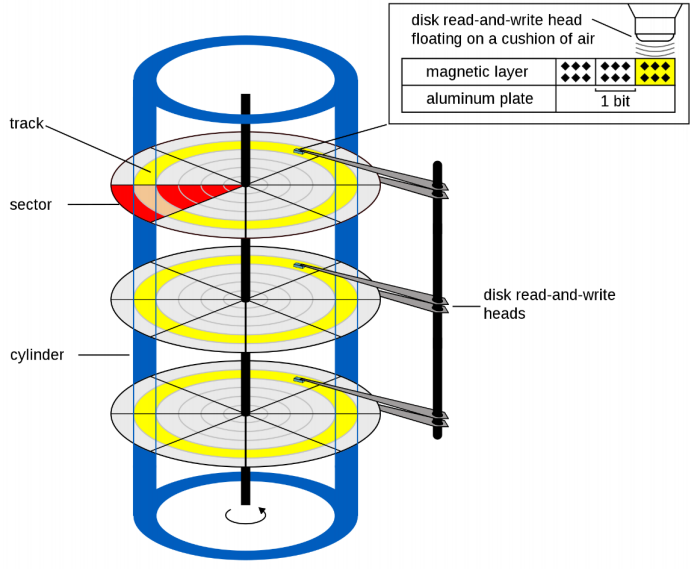 disk read-and-write head
floating on a cushion of air
magnetic layer
aluminum plate
1 bit
track
sector
disk read-and-write
heads
cylinder